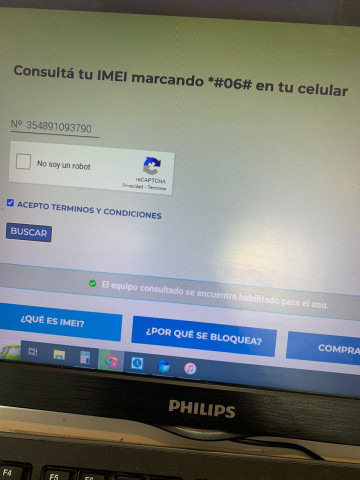 Consultá tu IMEI marcando *#06# en tu celular
Nº 354891093790
No soy un robot
reCAPTCHA
Privacidad - Términos
ACEPTO TERMINOS Y CONDICIONES
BUSCAR
El equipo consultado se encuentra habilitado para el uso.
¿QUÉ ES IMEI?
¿POR QUÉ SE BLOQUEA?
COMPRA
PHILIPS
F4
F5
F6
F7